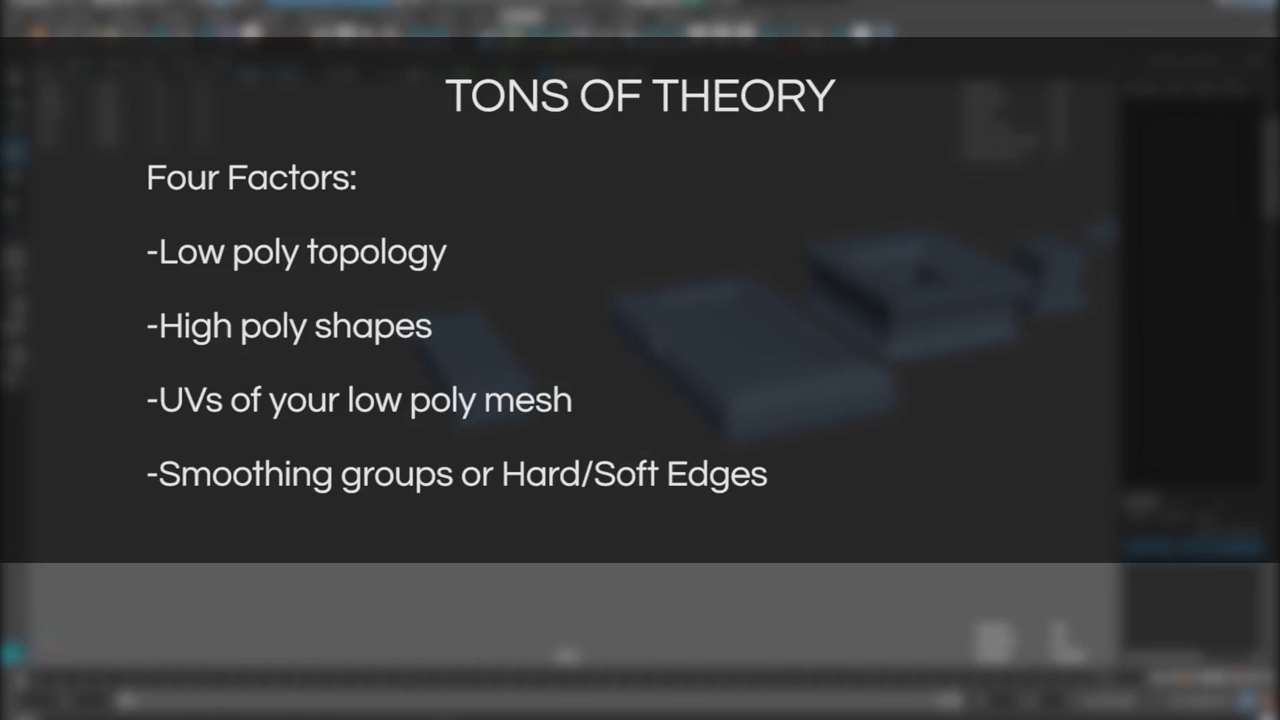 TONS OF THEORY
Four Factors:
-Low poly topology
-High poly shapes
-UVs of your low poly mesh
-Smoothing groups or Hard/Soft Edges